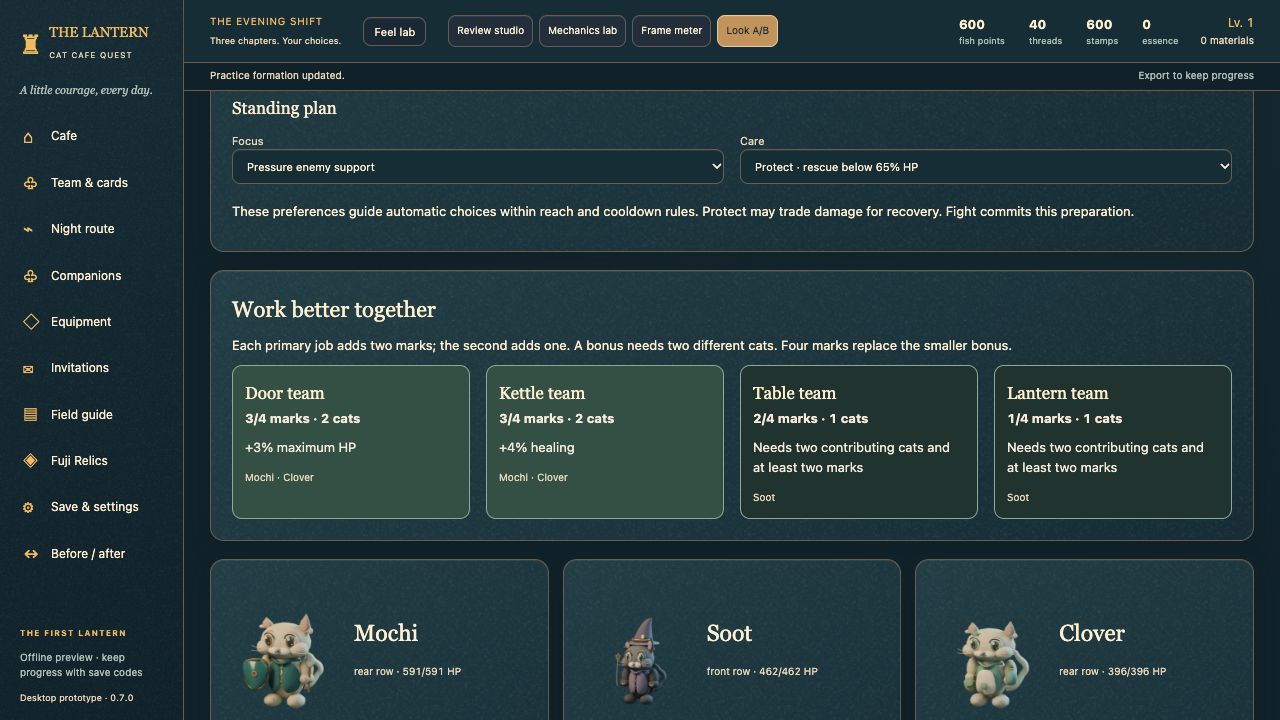 THE LANTERN
CAT CAFE QUEST
A little courage, every day.
Cafe
Team & cards
Night route
Companions
Equipment
Invitations
Field guide
Fuji Relics
Save & settings
Before / after
THE FIRST LANTERN
Offline preview · keep
progress with save codes
Desktop prototype · 0.7.0
THE EVENING SHIFT
Three chapters. Your choices.
Feel lab
Review studio
Mechanics lab
Frame meter
Look A/B
600
fish points
40
threads
600
stamps
0
essence
Lv. 1
0 materials
Practice formation updated.
Export to keep progress
Standing plan
Focus
Pressure enemy support
Care
Protect · rescue below 65% HP
These preferences guide automatic choices within reach and cooldown rules. Protect may trade damage for recovery. Fight commits this preparation.
Work better together
Each primary job adds two marks; the second adds one. A bonus needs two different cats. Four marks replace the smaller bonus.
Door team
3/4 marks · 2 cats
+3% maximum HP
Mochi · Clover
Kettle team
3/4 marks · 2 cats
+4% healing
Mochi · Clover
Table team
2/4 marks · 1 cats
Needs two contributing cats and
at least two marks
Soot
Lantern team
1/4 marks · 1 cats
Needs two contributing cats and
at least two marks
Soot
Mochi
rear row · 591/591 HP
Soot
front row · 462/462 HP
Clover
rear row · 396/396 HP